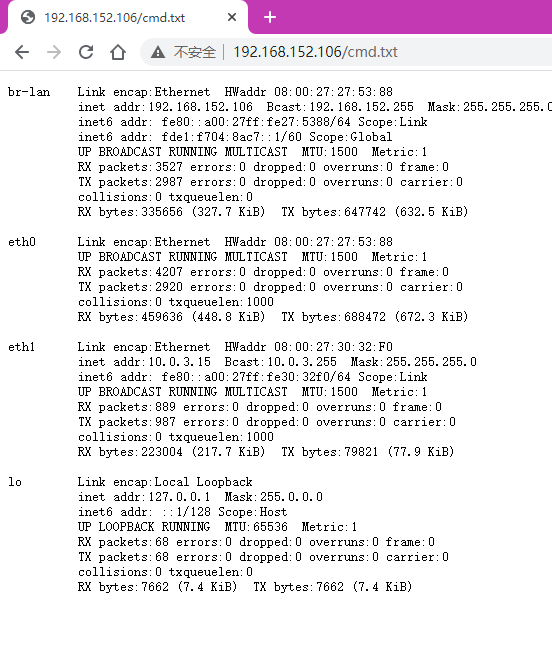 192.168.152.106/cmd.txt
不安全 192.168.152.106/cmd.txt
br-lan Link encap:Ethernet HWaddr 08:00:27:27:53:88
inet addr:192.168.152.106 Bcast:192.168.152.255 Mask:255.255.255.0
inet6 addr: fe80::a00:27ff:fe27:5388/64 Scope:Link
inet6 addr: fde1:f704:8ac7::1/60 Scope:Global
UP BROADCAST RUNNING MULTICAST MTU:1500 Metric:1
RX packets:3527 errors:0 dropped:0 overruns:0 frame:0
TX packets:2987 errors:0 dropped:0 overruns:0 carrier:0
collisions:0 txqueuelen:0
RX bytes:335656 (327.7 KiB) TX bytes:647742 (632.5 KiB)
eth0 Link encap:Ethernet HWaddr 08:00:27:27:53:88
UP BROADCAST RUNNING MULTICAST MTU:1500 Metric:1
RX packets:4207 errors:0 dropped:0 overruns:0 frame:0
TX packets:2920 errors:0 dropped:0 overruns:0 carrier:0
collisions:0 txqueuelen:1000
RX bytes:459636 (448.8 KiB) TX bytes:688472 (672.3 KiB)
eth1 Link encap:Ethernet HWaddr 08:00:27:30:32:F0
inet addr:10.0.3.15 Bcast:10.0.3.255 Mask:255.255.255.0
inet6 addr: fe80::a00:27ff:fe30:32f0/64 Scope:Link
UP BROADCAST RUNNING MULTICAST MTU:1500 Metric:1
RX packets:889 errors:0 dropped:0 overruns:0 frame:0
TX packets:987 errors:0 dropped:0 overruns:0 carrier:0
collisions:0 txqueuelen:1000
RX bytes:223004 (217.7 KiB) TX bytes:79821 (77.9 KiB)
lo Link encap:Local Loopback
inet addr:127.0.0.1 Mask:255.0.0.0
inet6 addr: ::1/128 Scope:Host
UP LOOPBACK RUNNING MTU:65536 Metric:1
RX packets:68 errors:0 dropped:0 overruns:0 frame:0
TX packets:68 errors:0 dropped:0 overruns:0 carrier:0
collisions:0 txqueuelen:0
RX bytes:7662 (7.4 KiB) TX bytes:7662 (7.4 KiB)